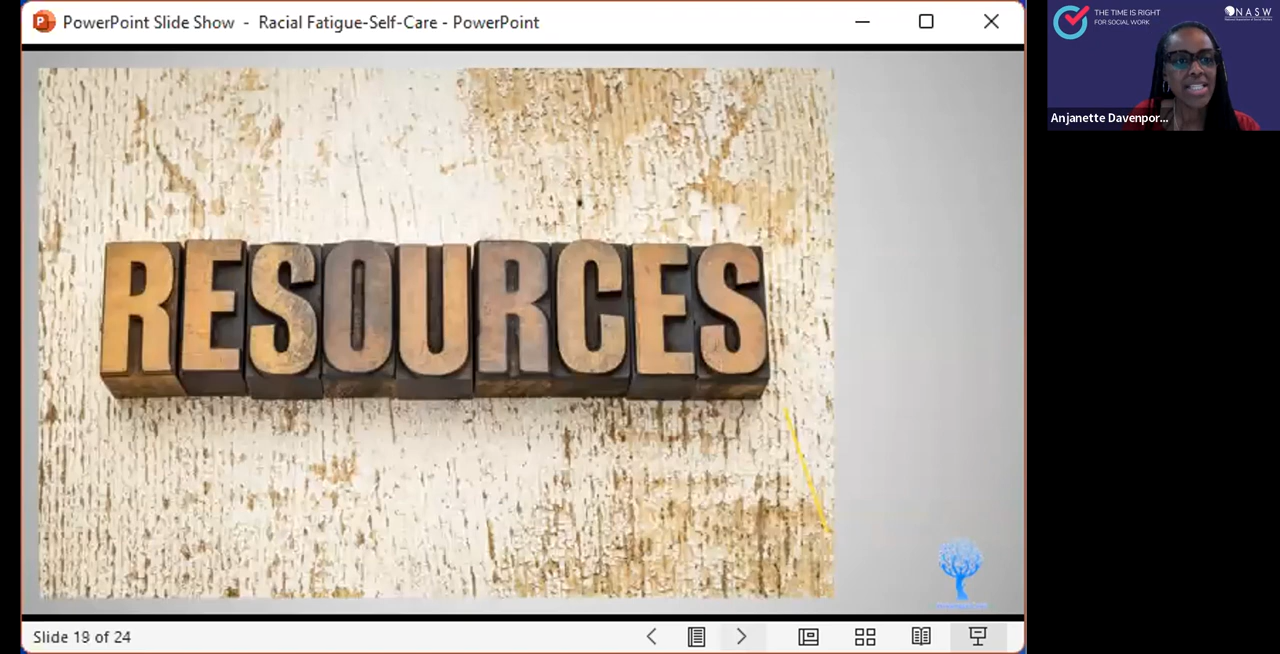 PowerPoint Slide Show - Racial Fatigue-Self-Care - PowerPoint
THE TIME IS RIGHT
FOR SOCIAL WORK
NASW
Anjanette Davenpor...
RESOURCES
Slide 19 of 24